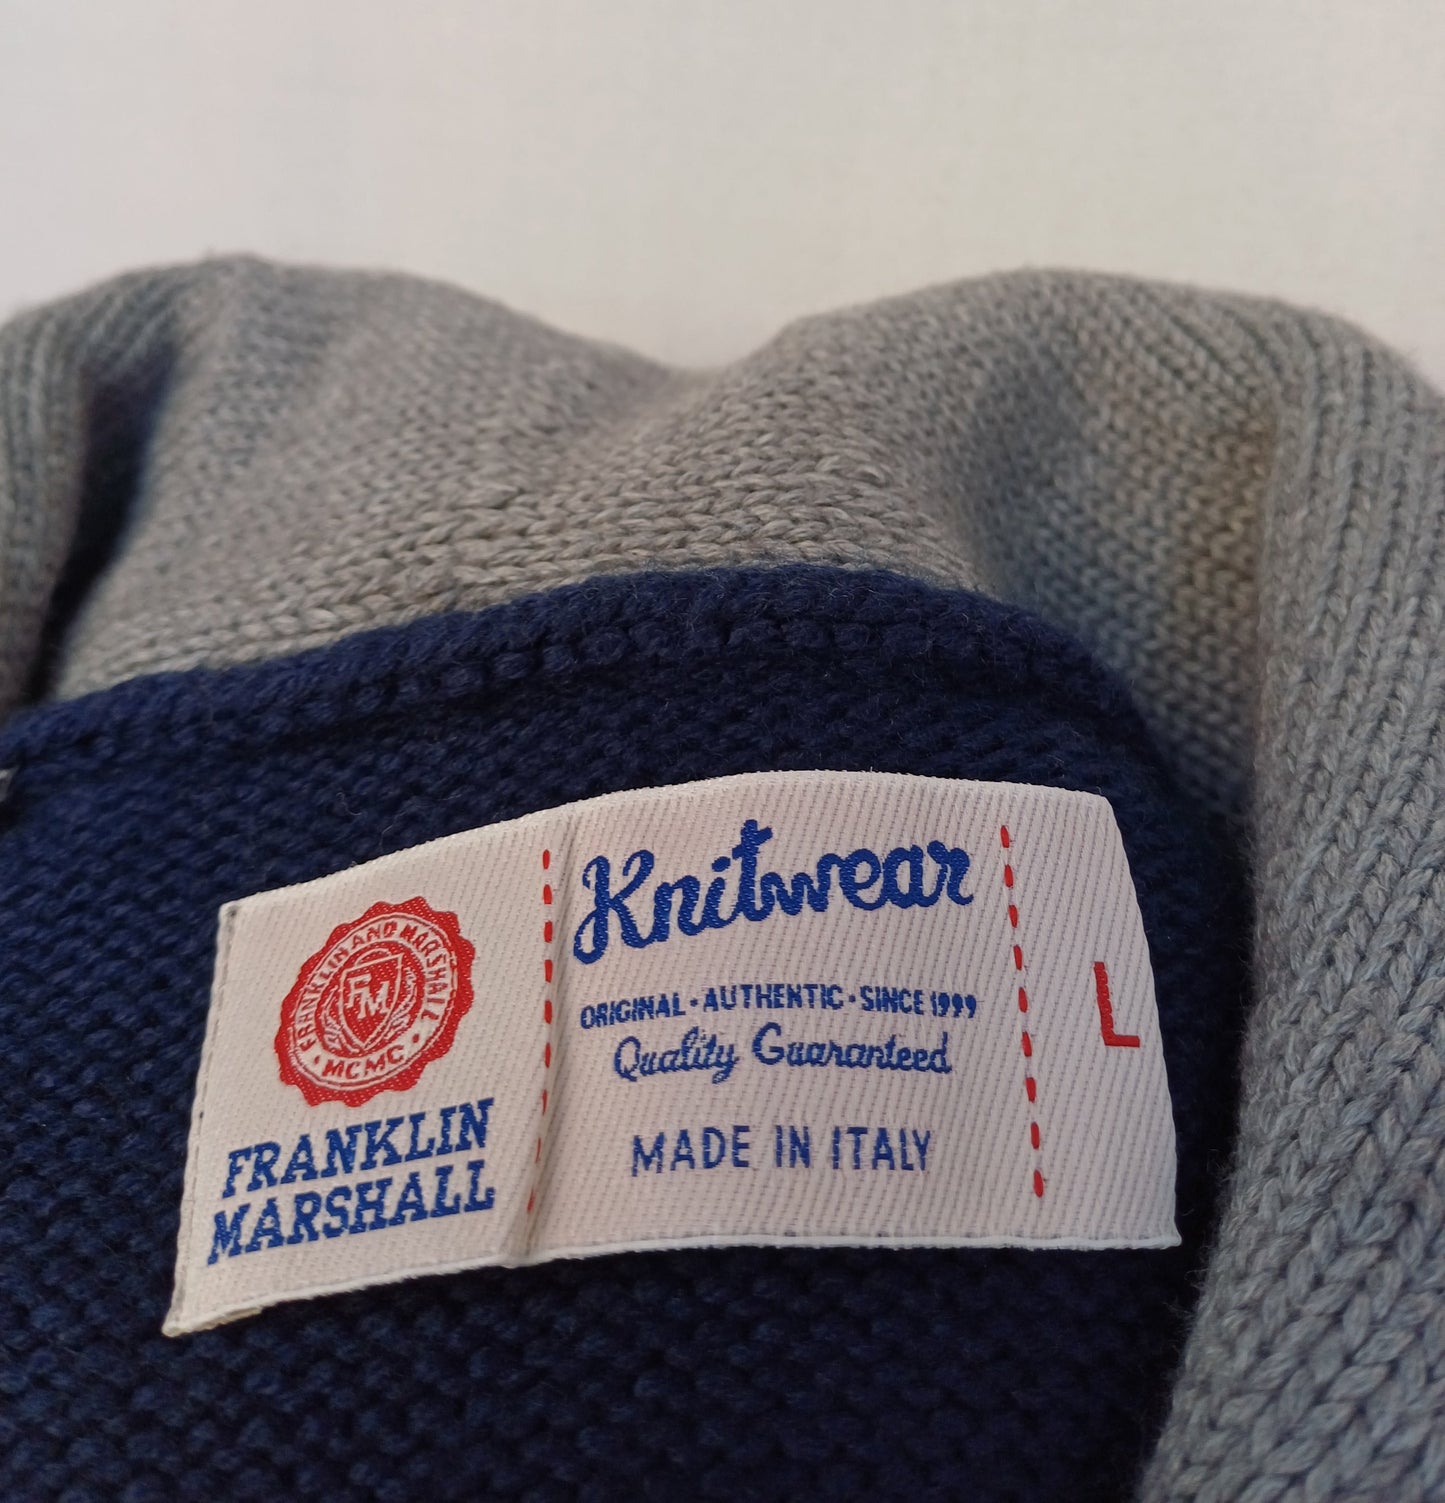 FRANKLIN AND MARSHALL
FM
• MCMC •
FRANKLIN
MARSHALL
Knitwear
ORIGINAL • AUTHENTIC • SINCE 1999
Quality Guaranteed
MADE IN ITALY
L